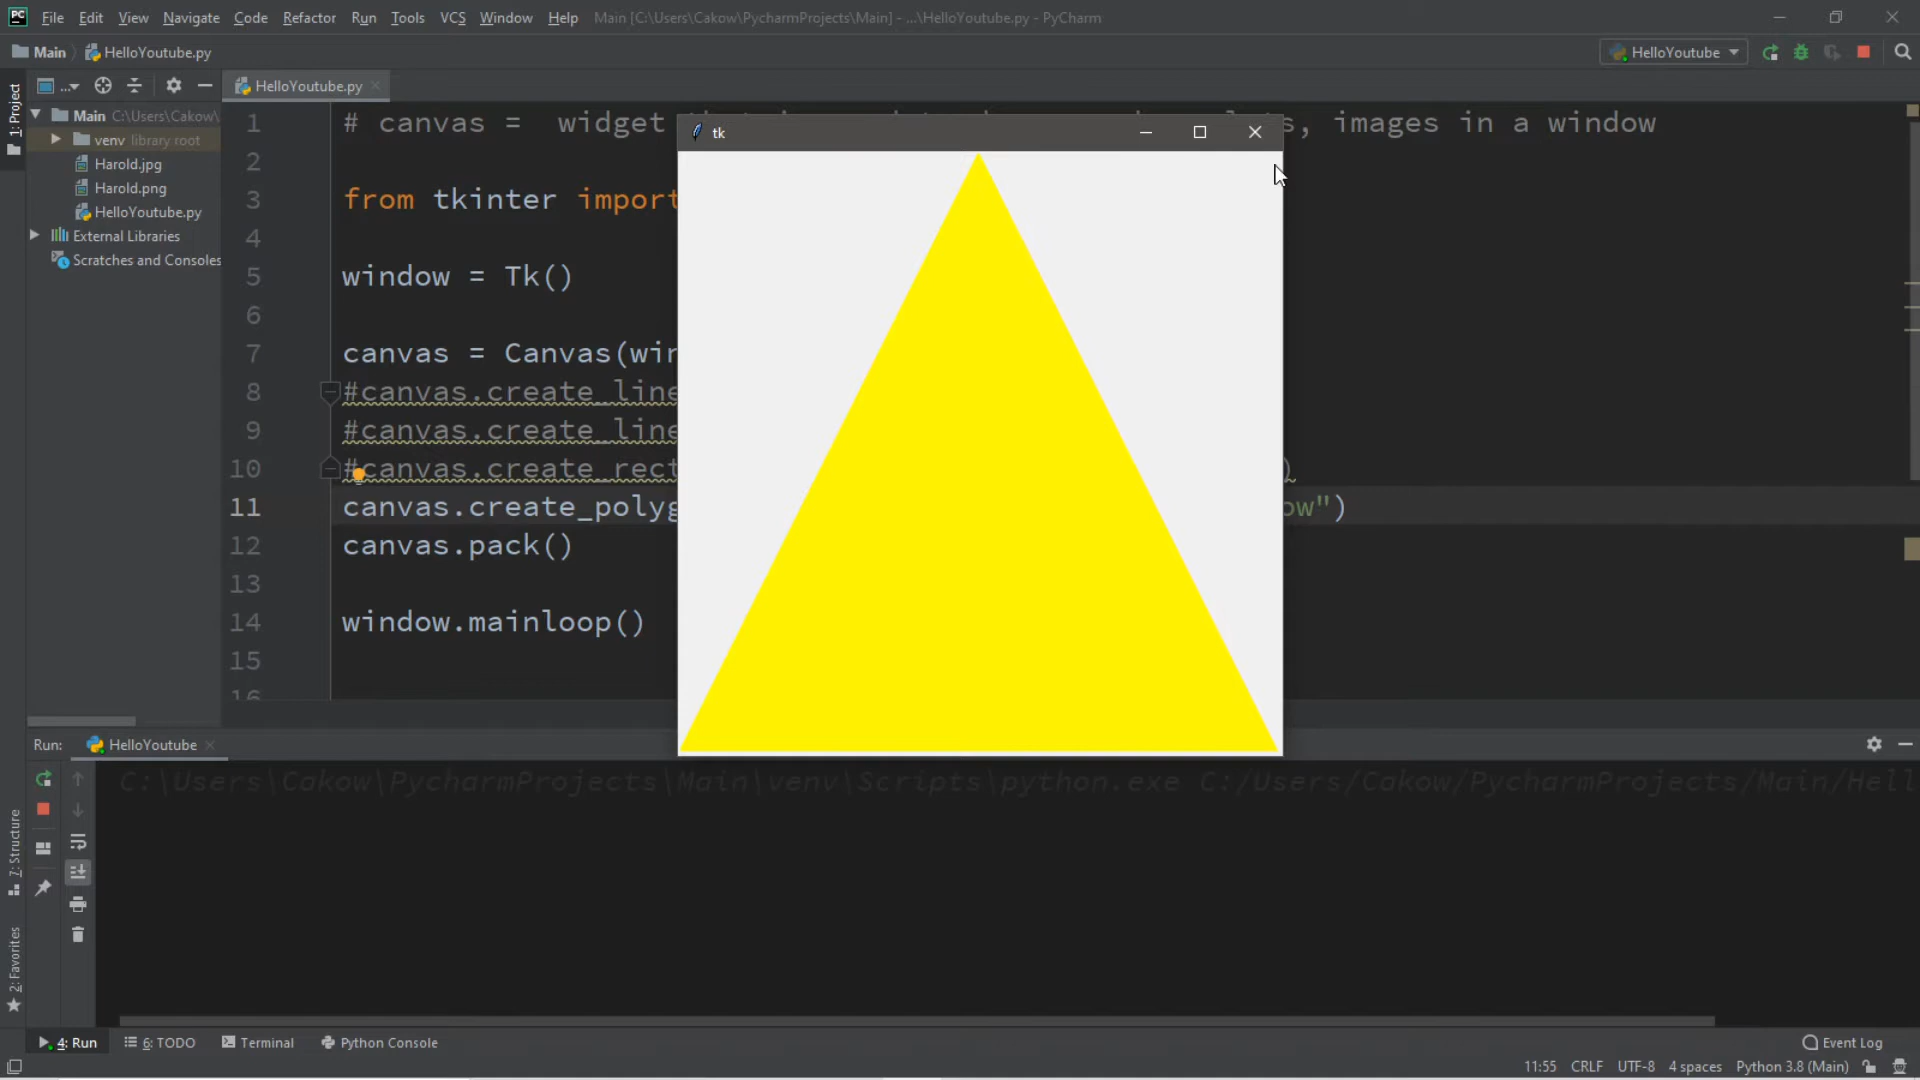 PC File Edit View Navigate Code Refactor Run Tools VCS Window Help Main [C:\Users\Cakow\PycharmProjects\Main] - ...\HelloYoutube.py - PyCharm
Main HelloYoutube.py HelloYoutube
... HelloYoutube.py
1: Project
Main C:\Users\Cakow\
venv library root
Harold.jpg
Harold.png
HelloYoutube.py
External Libraries
Scratches and Consoles
tk
1 # canvas = widget s, images in a window
2
3 from tkinter import
4
5 window = Tk()
6
7 canvas = Canvas(win
8 #canvas.create_line
9 #canvas.create_line
10 #canvas.create_rect )
11 canvas.create_polyg ow")
12 canvas.pack()
13
14 window.mainloop()
15
16
Run: HelloYoutube
C:\Users\Cakow\PycharmProjects\Main\venv\Scripts\python.exe C:/Users/Cakow/PycharmProjects/Main/Hell
7: Structure
2: Favorites
4: Run 6: TODO Terminal Python Console Event Log
11:55 CRLF UTF-8 4 spaces Python 3.8 (Main)